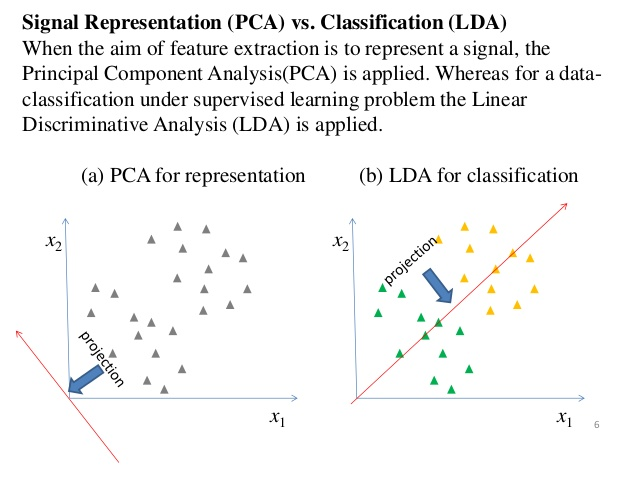 Signal Representation (PCA) vs. Classification (LDA)
When the aim of feature extraction is to represent a signal, the
Principal Component Analysis(PCA) is applied. Whereas for a data-
classification under supervised learning problem the Linear
Discriminative Analysis (LDA) is applied.
(a) PCA for representation
(b) LDA for classification
x2
projection
x1
x2
projection
x1
6